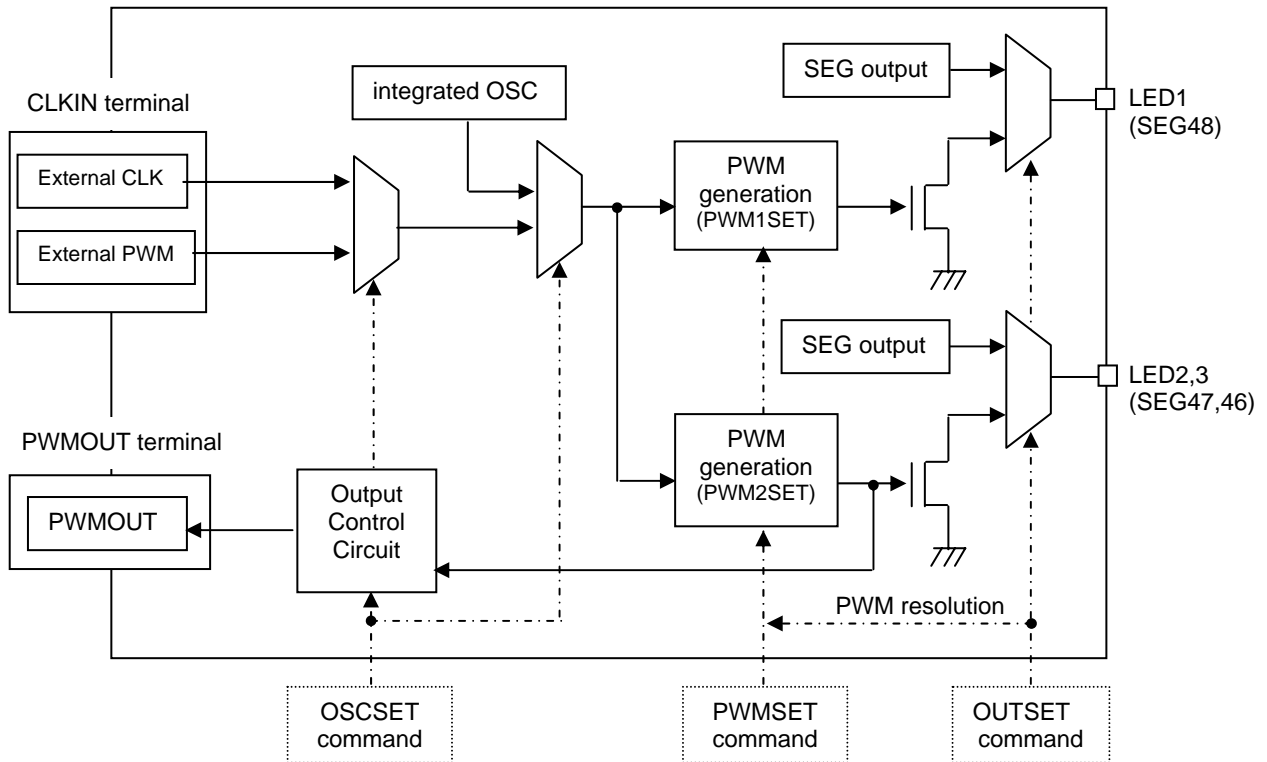 SEG output
LED1
(SEG48)
CLKIN terminal
integrated OSC
External CLK
External PWM
PWM
generation
(PWM1SET)
SEG output
LED2,3
(SEG47,46)
PWMOUT terminal
PWMOUT
Output
Control
Circuit
PWM
generation
(PWM2SET)
PWM resolution
OSCSET
command
PWMSET
command
OUTSET
command